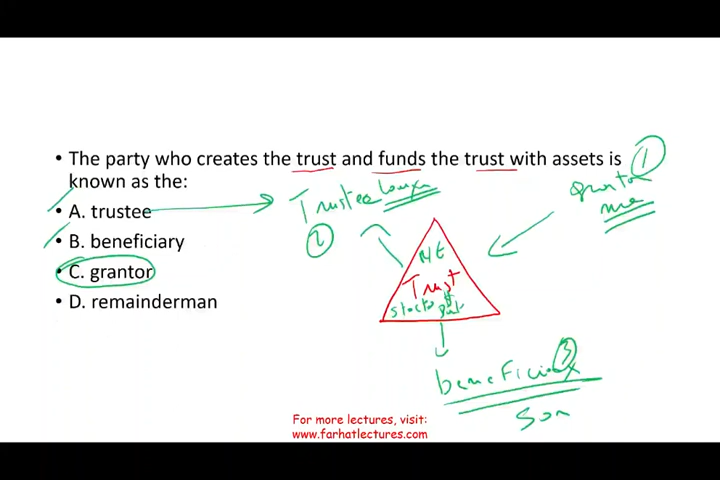 • The party who creates the trust and funds the trust with assets is
known as the:
• A. trustee
• B. beneficiary
• C. grantor
• D. remainderman
1
grantor
me
Trustee
2
Trust
3
beneficiary
son
For more lectures, visit:
www.farhatlectures.com